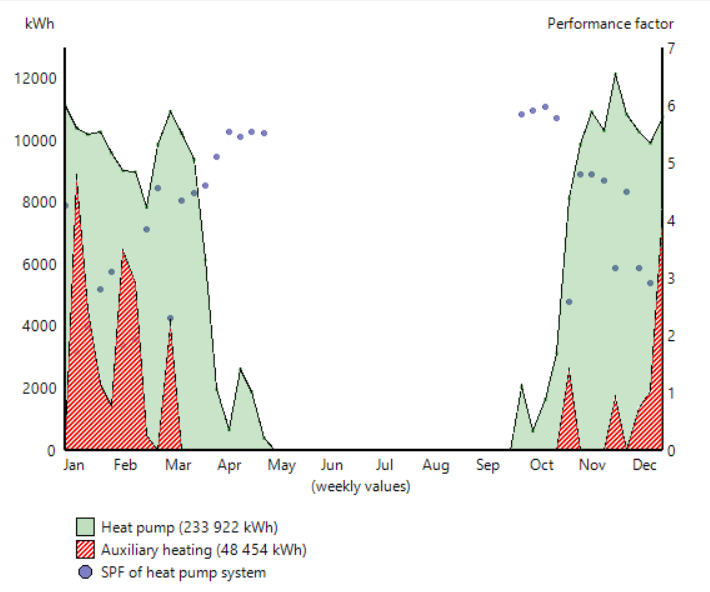 kWh Performance factor
7
12000
6
10000
5
8000
4
6000
3
4000
2
2000
1
0 0
Jan Feb Mar Apr May Jun Jul Aug Sep Oct Nov Dec
(weekly values)
Heat pump (233 922 kWh)
Auxiliary heating (48 454 kWh)
SPF of heat pump system